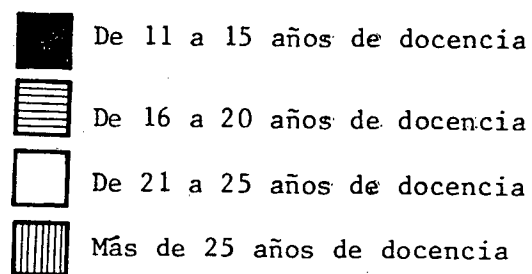 De 11 a 15 años de docencia
De 16 a 20 años de docencia
De 21 a 25 años de docencia
Más de 25 años de docencia